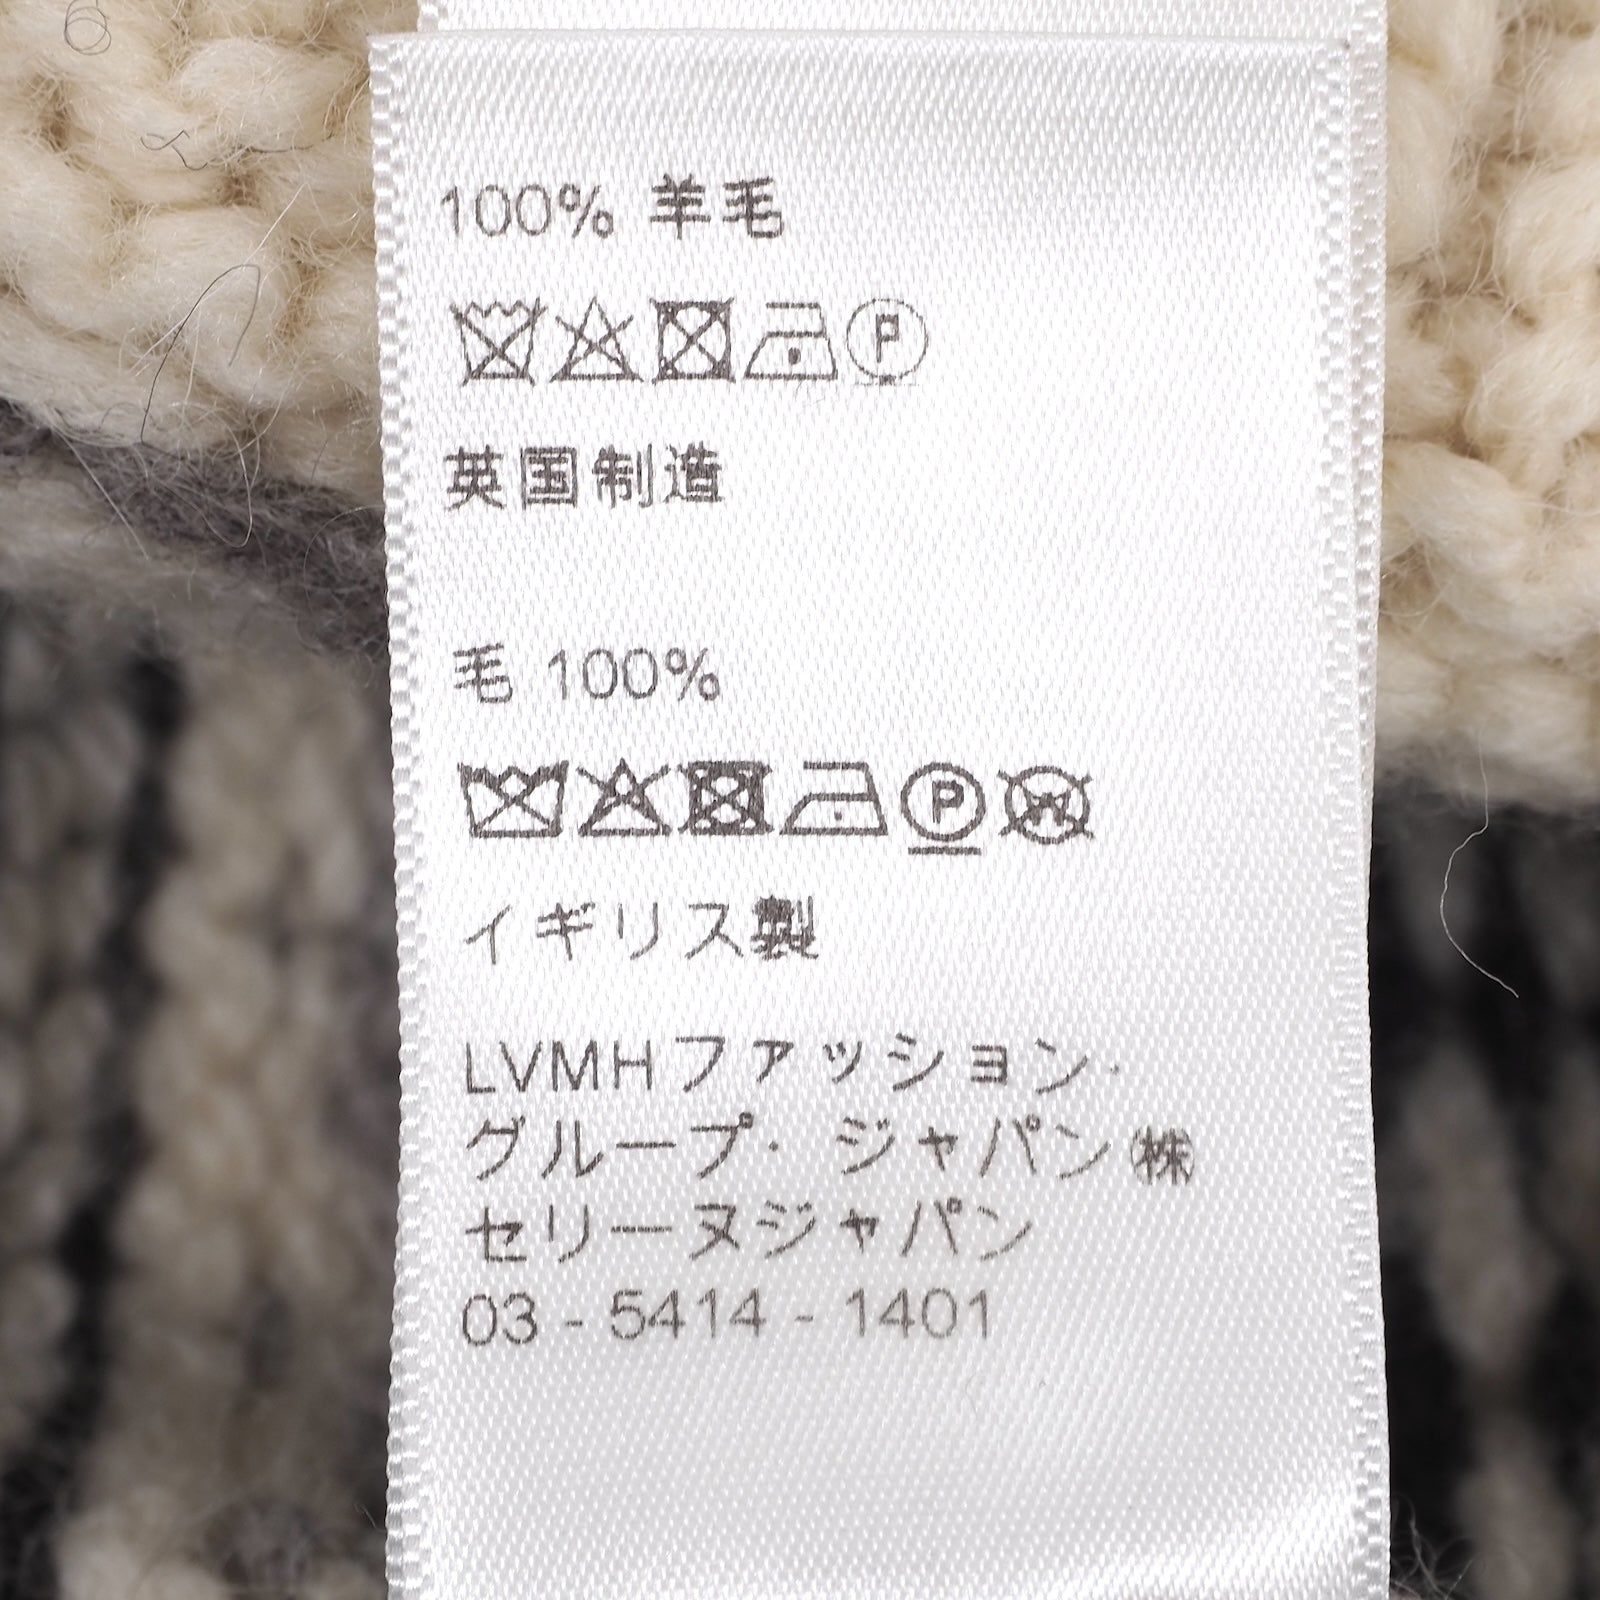 100% 羊毛
P
英国制造
毛 100%
P W
イギリス製
LVMHファッション·
グループ· ジャパン㈱
セリーヌジャパン
03 - 5414 - 1401